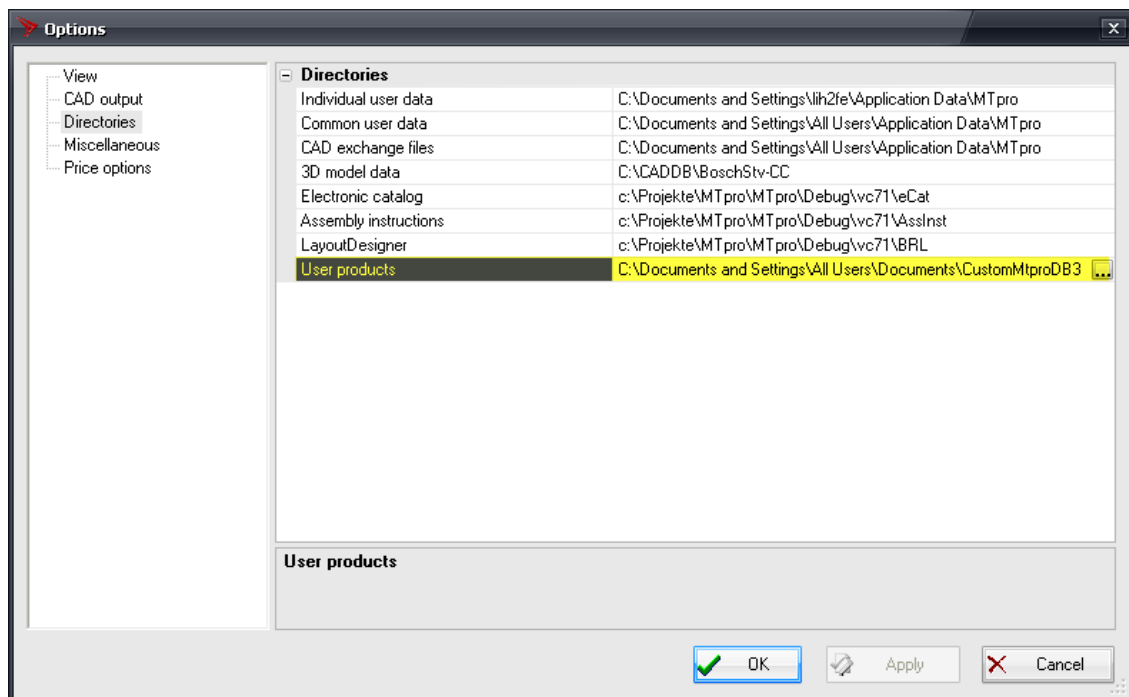 Options
View
CAD output
Directories
Miscellaneous
Price options
Directories
Individual user data C:\Documents and Settings\lih2fe\Application Data\MTpro
Common user data C:\Documents and Settings\All Users\Application Data\MTpro
CAD exchange files C:\Documents and Settings\All Users\Application Data\MTpro
3D model data C:\CADDB\BoschStv-CC
Electronic catalog c:\Projekte\MTpro\MTpro\Debug\vc71\eCat
Assembly instructions c:\Projekte\MTpro\MTpro\Debug\vc71\AssInst
LayoutDesigner c:\Projekte\MTpro\MTpro\Debug\vc71\BRL
User products C:\Documents and Settings\All Users\Documents\CustomMtproDB3 ...
User products
OK Apply Cancel